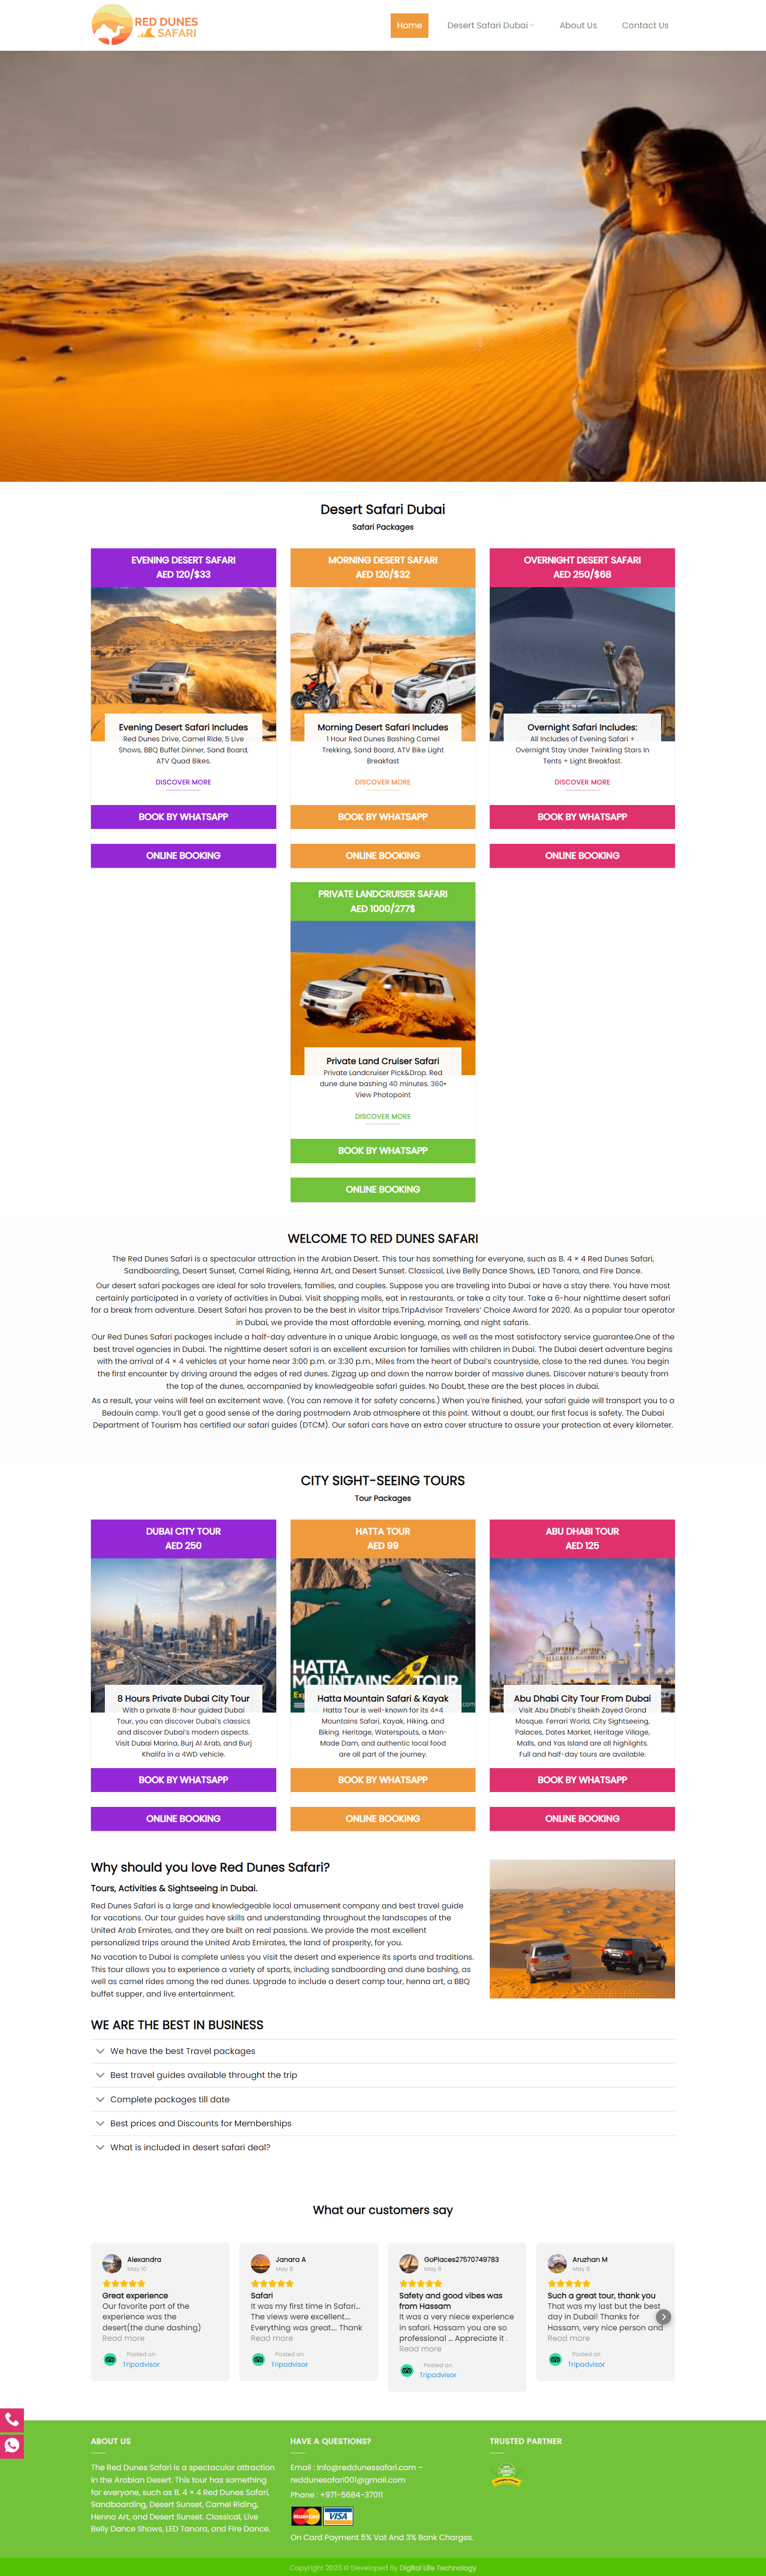 RED DUNES
SAFARI
Home
Desert Safari Dubai
About Us
Contact Us
Desert Safari Dubai
Safari Packages
EVENING DESERT SAFARI
AED 120/$33
Evening Desert Safari Includes
Red Dunes Drive, Camel Ride, 5 Live
Shows, BBQ Buffet Dinner, Sand Board,
ATV Quad Bikes.
DISCOVER MORE
BOOK BY WHATSAPP
ONLINE BOOKING
MORNING DESERT SAFARI
AED 120/$32
Morning Desert Safari Includes
1 Hour Red Dunes Bashing Camel
Trekking, Sand Board, ATV Bike Light
Breakfast
DISCOVER MORE
BOOK BY WHATSAPP
ONLINE BOOKING
OVERNIGHT DESERT SAFARI
AED 250/$68
Overnight Safari Includes:
All Includes of Evening Safari +
Overnight Stay Under Twinkling Stars In
Tents + Light Breakfast.
DISCOVER MORE
BOOK BY WHATSAPP
ONLINE BOOKING
PRIVATE LANDCRUISER SAFARI
AED 1000/277$
Private Land Cruiser Safari
Private Landcruiser Pick&Drop. Red
dune dune bashing 40 minutes. 360•
View Photopoint
DISCOVER MORE
BOOK BY WHATSAPP
ONLINE BOOKING
WELCOME TO RED DUNES SAFARI
The Red Dunes Safari is a spectacular attraction in the Arabian Desert. This tour has something for everyone, such as B. 4 × 4 Red Dunes Safari,
Sandboarding, Desert Sunset, Camel Riding, Henna Art, and Desert Sunset. Classical, Live Belly Dance Shows, LED Tanora, and Fire Dance.
Our desert safari packages are ideal for solo travelers, families, and couples. Suppose you are traveling into Dubai or have a stay there. You have most
certainly participated in a variety of activities in Dubai. Visit shopping malls, eat in restaurants, or take a city tour. Take a 6-hour nighttime desert safari
for a break from adventure. Desert Safari has proven to be the best in visitor trips.TripAdvisor Travelers' Choice Award for 2020. As a popular tour operator
in Dubai, we provide the most affordable evening, morning, and night safaris.
Our Red Dunes Safari packages include a half-day adventure in a unique Arabic language, as well as the most satisfactory service guarantee.One of the
best travel agencies in Dubai. The nighttime desert safari is an excellent excursion for families with children in Dubai. The Dubai desert adventure begins
with the arrival of 4 × 4 vehicles at your home near 3:00 p.m. or 3:30 p.m., Miles from the heart of Dubai's countryside, close to the red dunes. You begin
the first encounter by driving around the edges of red dunes. Zigzag up and down the narrow border of massive dunes. Discover nature's beauty from
the top of the dunes, accompanied by knowledgeable safari guides. No Doubt, these are the best places in dubai.
As a result, your veins will feel an excitement wave. (You can remove it for safety concerns.) When you're finished, your safari guide will transport you to a
Bedouin camp. You'll get a good sense of the daring postmodern Arab atmosphere at this point. Without a doubt, our first focus is safety. The Dubai
Department of Tourism has certified our safari guides (DTCM). Our safari cars have an extra cover structure to assure your protection at every kilometer.
CITY SIGHT-SEEING TOURS
Tour Packages
DUBAI CITY TOUR
AED 250
8 Hours Private Dubai City Tour
With a private 8-hour guided Dubai
Tour, you can discover Dubai's classics
and discover Dubai's modern aspects.
Visit Dubai Marina, Burj Al Arab, and Burj
Khalifa in a 4WD vehicle.
BOOK BY WHATSAPP
ONLINE BOOKING
HATTA TOUR
AED 99
HATTA
MOUNTAINS TOUR
Exp
.com
Hatta Mountain Safari & Kayak
Hatta Tour is well-known for its 4×4
Mountains Safari, Kayak, Hiking, and
Biking. Heritage, Waterspouts, a Man-
Made Dam, and authentic local food
are all part of the journey.
BOOK BY WHATSAPP
ONLINE BOOKING
ABU DHABI TOUR
AED 125
Abu Dhabi City Tour From Dubai
Visit Abu Dhabi's Sheikh Zayed Grand
Mosque. Ferrari World, City Sightseeing,
Palaces, Dates Market, Heritage Village,
Malls, and Yas Island are all highlights.
Full and half-day tours are available.
BOOK BY WHATSAPP
ONLINE BOOKING
Why should you love Red Dunes Safari?
Tours, Activities & Sightseeing in Dubai.
Red Dunes Safari is a large and knowledgeable local amusement company and best travel guide
for vacations. Our tour guides have skills and understanding throughout the landscapes of the
United Arab Emirates, and they are built on real passions. We provide the most excellent
personalized trips around the United Arab Emirates, the land of prosperity, for you.
No vacation to Dubai is complete unless you visit the desert and experience its sports and traditions.
This tour allows you to experience a variety of sports, including sandboarding and dune bashing, as
well as camel rides among the red dunes. Upgrade to include a desert camp tour, henna art, a BBQ
buffet supper, and live entertainment.
WE ARE THE BEST IN BUSINESS
We have the best Travel packages
Best travel guides available throught the trip
Complete packages till date
Best prices and Discounts for Memberships
What is included in desert safari deal?
What our customers say
Alexandra
May 10
Great experience
Our favorite part of the
experience was the
desert(the dune dashing)
Read more
Posted on
Tripadvisor
Janara A
May 8
Safari
It was my first time in Safari...
The views were excellent....
Everything was great.... Thank
Read more
Posted on
Tripadvisor
GoPlaces27570749783
May 8
Safety and good vibes was
from Hassam
It was a very niece experience
in safari. Hassam you are so
professional ... Appreciate it .
Read more
Posted on
Tripadvisor
Aruzhan M
May 8
Such a great tour, thank you
That was my last but the best
day in Dubai! Thanks for
Hassam, very nice person and
Read more
Posted on
Tripadvisor
ABOUT US
The Red Dunes Safari is a spectacular attraction
in the Arabian Desert. This tour has something
for everyone, such as B. 4 × 4 Red Dunes Safari,
Sandboarding, Desert Sunset, Camel Riding,
Henna Art, and Desert Sunset. Classical, Live
Belly Dance Shows, LED Tanora, and Fire Dance.
HAVE A QUESTIONS?
Email : Info@reddunessafari.com –
reddunesafari001@gmail.com
Phone : +971-5684-37011
MasterCard
VISA
On Card Payment 5% Vat And 3% Bank Charges.
TRUSTED PARTNER
Copyright 2023 © Developed By Digital Life Technology